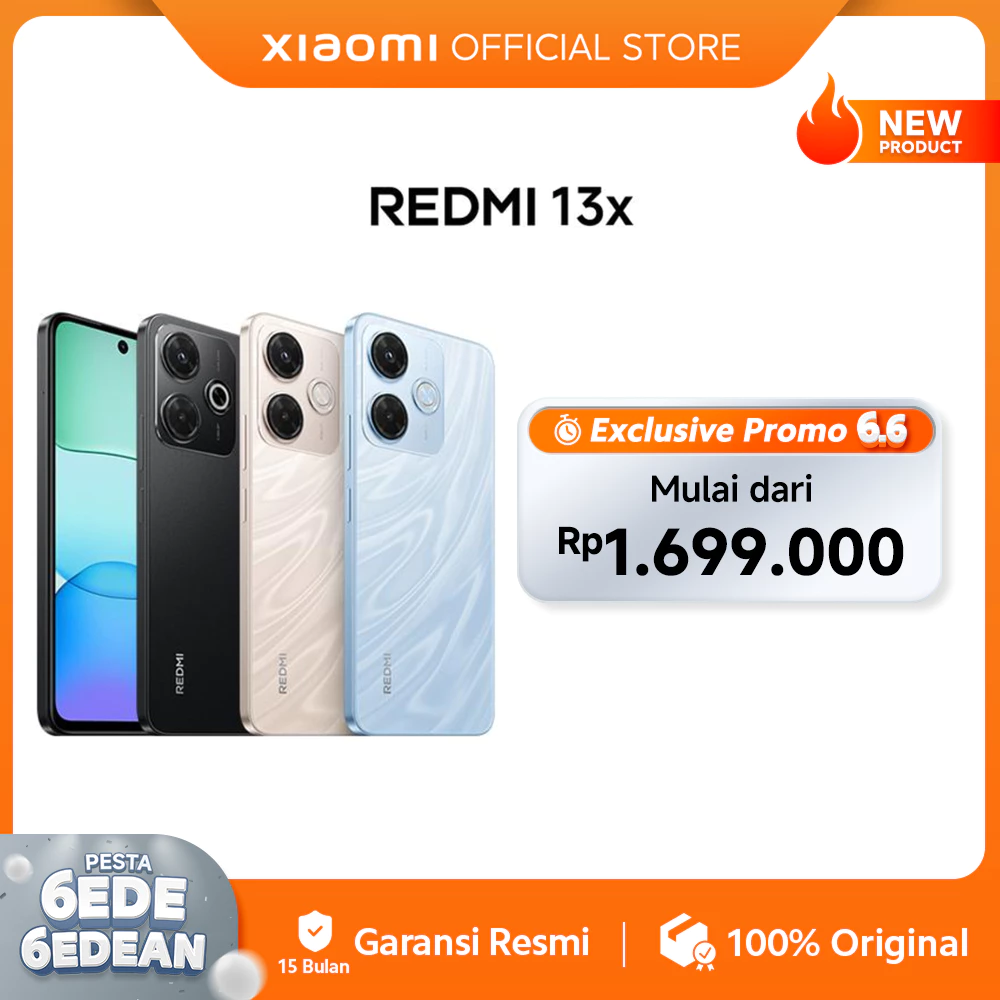 xiaomi OFFICIAL STORE
NEW
PRODUCT
REDMI 13x
Exclusive Promo 6.6
Mulai dari
Rp1.699.000
REDMI
REDMI
REDMI
PESTA
6EDE
6EDEAN
15 Bulan
Garansi Resmi
100% Original